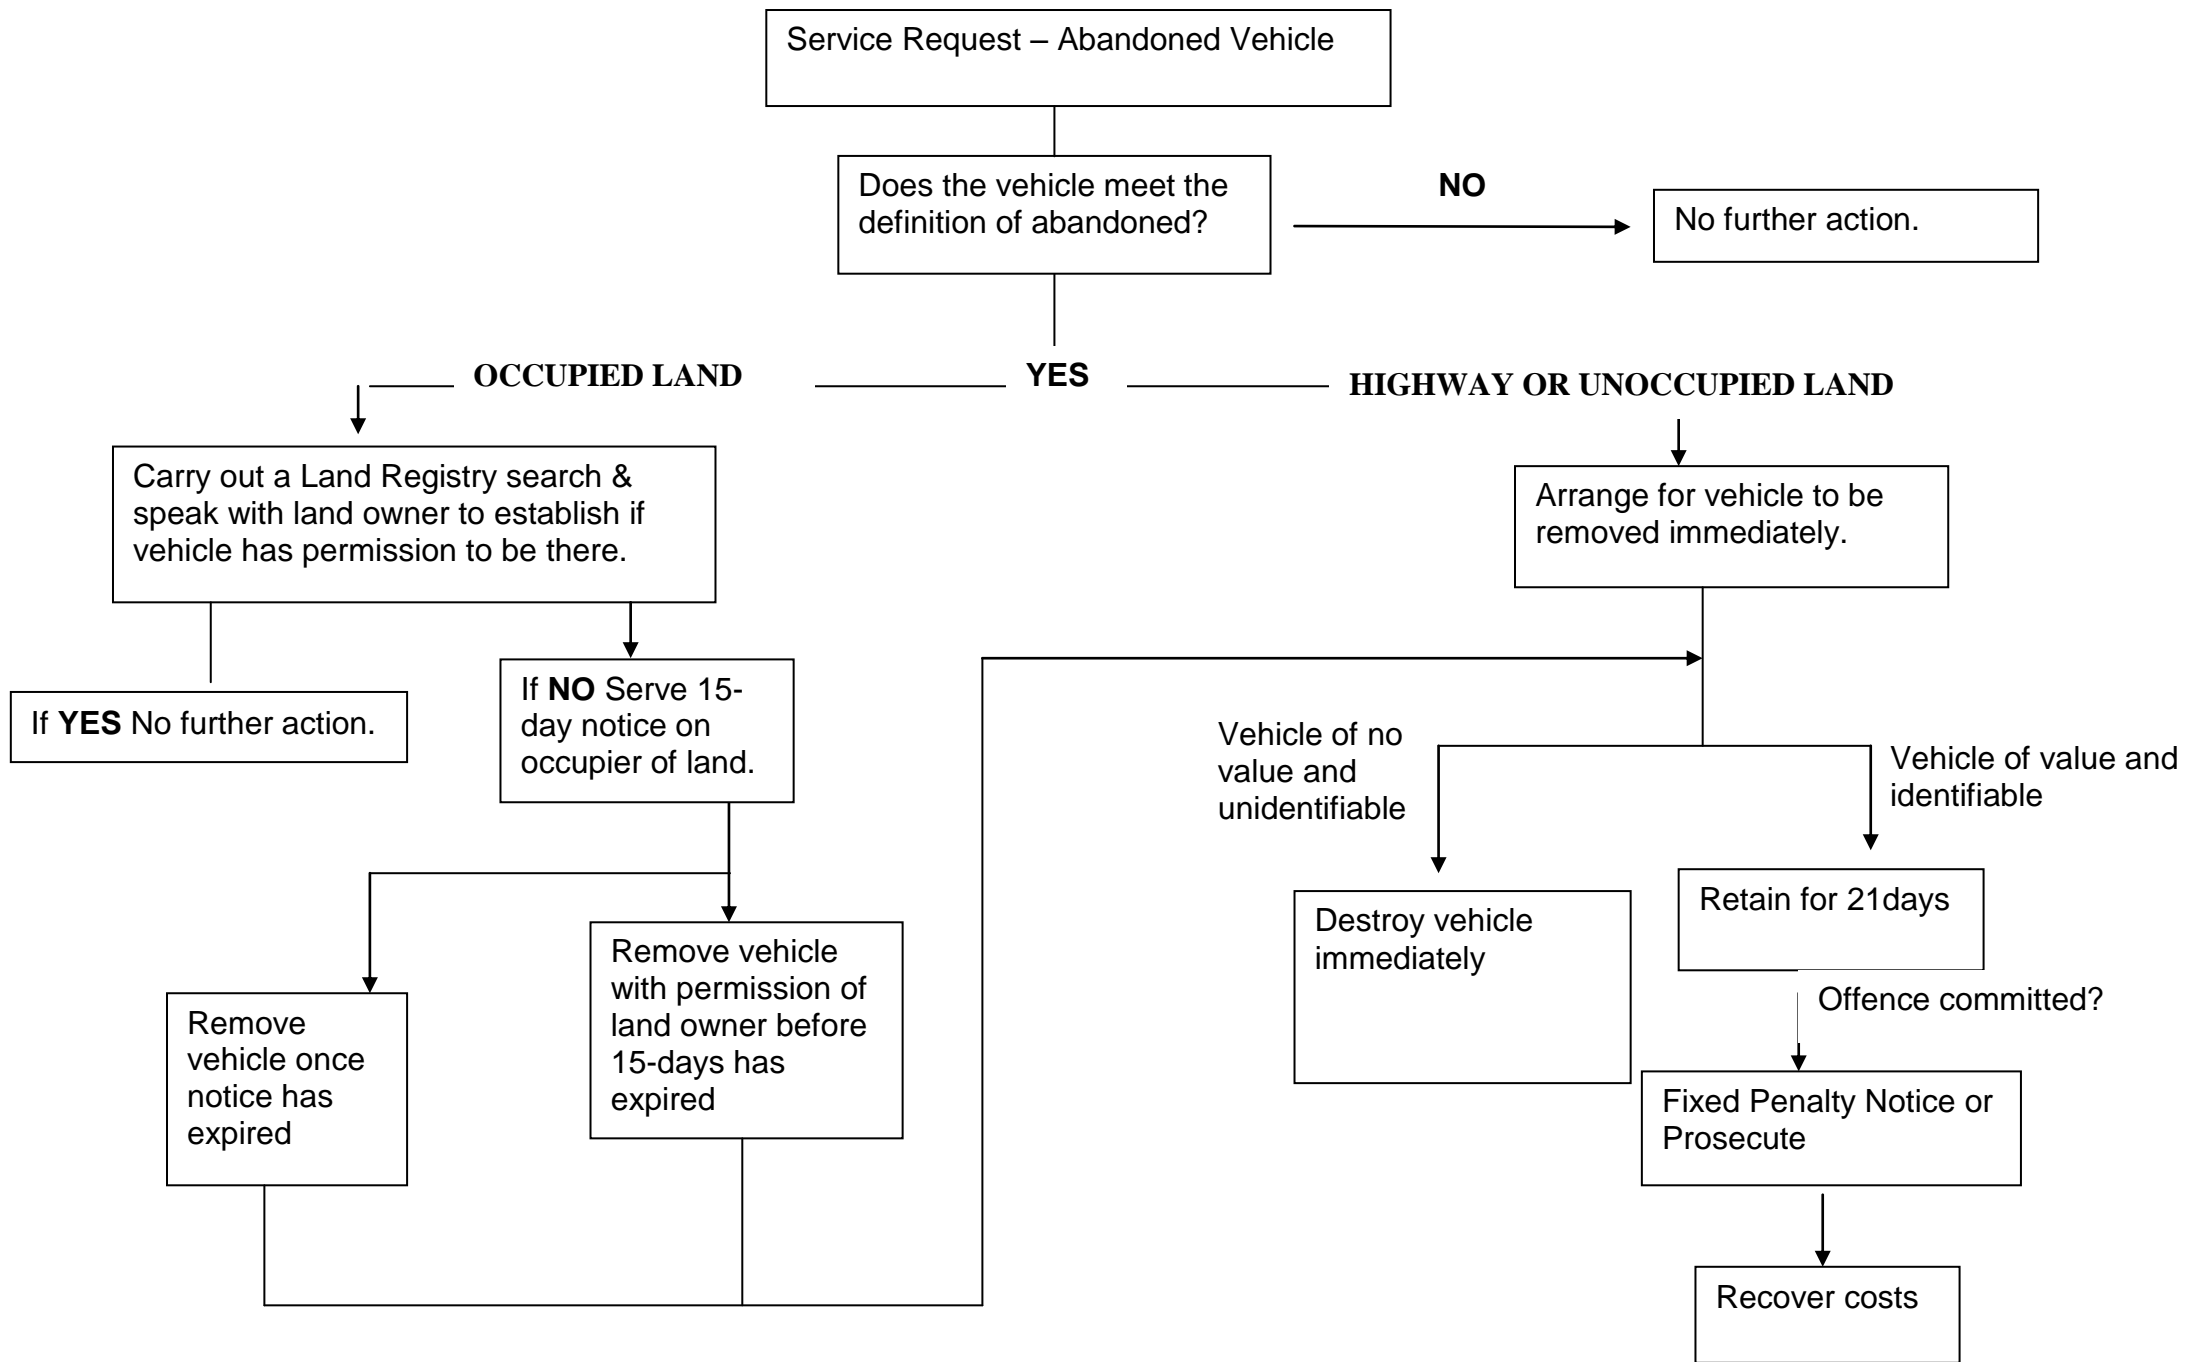 Service Request – Abandoned Vehicle
Does the vehicle meet the
definition of abandoned?
NO
No further action.
OCCUPIED LAND
YES
HIGHWAY OR UNOCCUPIED LAND
Carry out a Land Registry search &
speak with land owner to establish if
vehicle has permission to be there.
Arrange for vehicle to be
removed immediately.
If YES No further action.
If NO Serve 15-
day notice on
occupier of land.
Vehicle of no
value and
unidentifiable
Vehicle of value and
identifiable
Remove
vehicle once
notice has
expired
Remove vehicle
with permission of
land owner before
15-days has
expired
Destroy vehicle
immediately
Retain for 21days
Offence committed?
Fixed Penalty Notice or
Prosecute
Recover costs